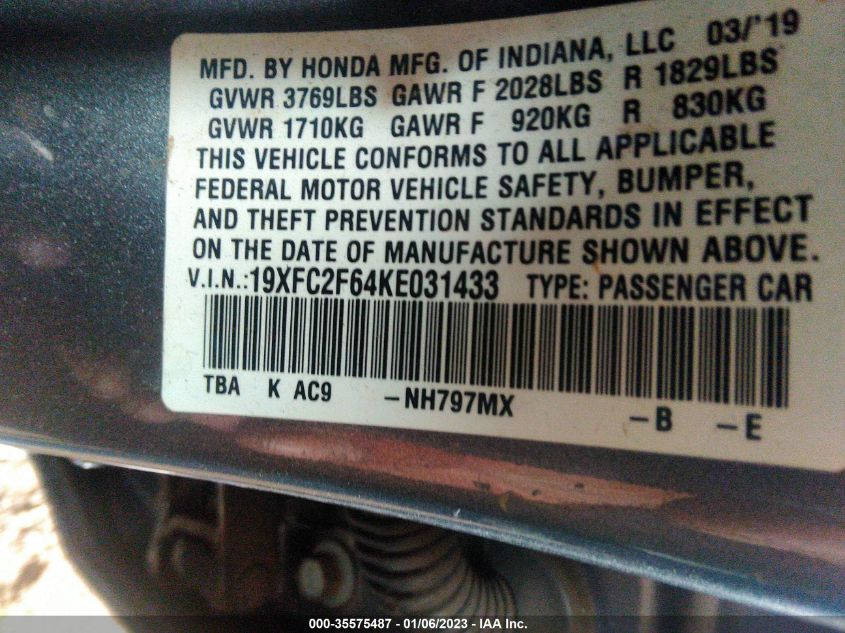 MFD. BY HONDA MFG. OF INDIANA, LLC 03/'19
GVWR 3769LBS GAWR F 2028LBS R 1829LBS
GVWR 1710KG GAWR F 920KG R 830KG
THIS VEHICLE CONFORMS TO ALL APPLICABLE
FEDERAL MOTOR VEHICLE SAFETY, BUMPER,
AND THEFT PREVENTION STANDARDS IN EFFECT
ON THE DATE OF MANUFACTURE SHOWN ABOVE.
V.I.N.:19XFC2F64KE031433 TYPE: PASSENGER CAR
TBA K AC9 -NH797MX -B -E
000-35575487 - 01/06/2023 - IAA Inc.